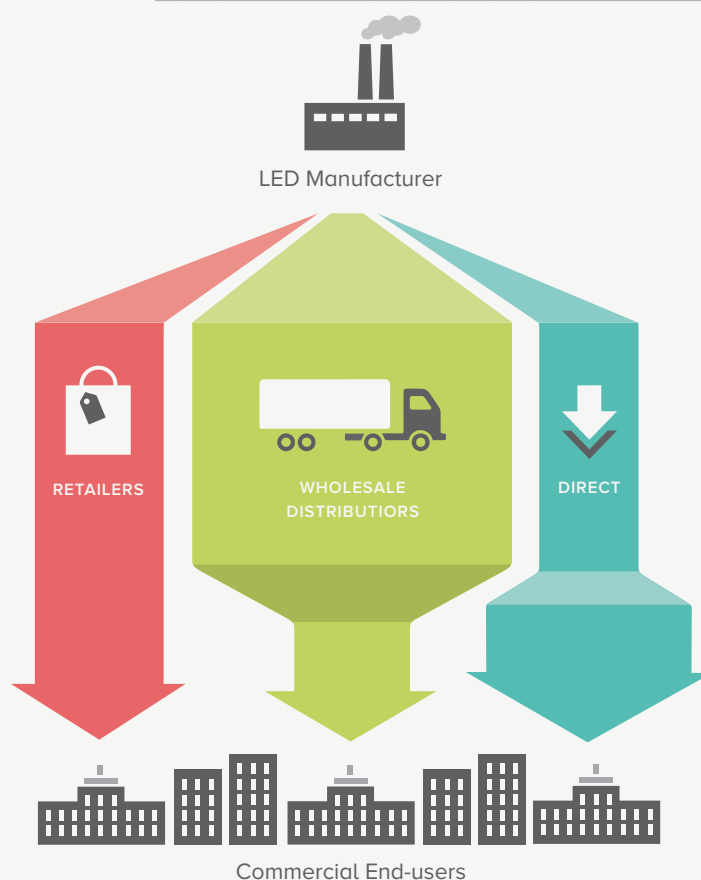 LED Manufacturer
RETAILERS
WHOLESALE
DISTRIBUTIORS
DIRECT
Commercial End-users